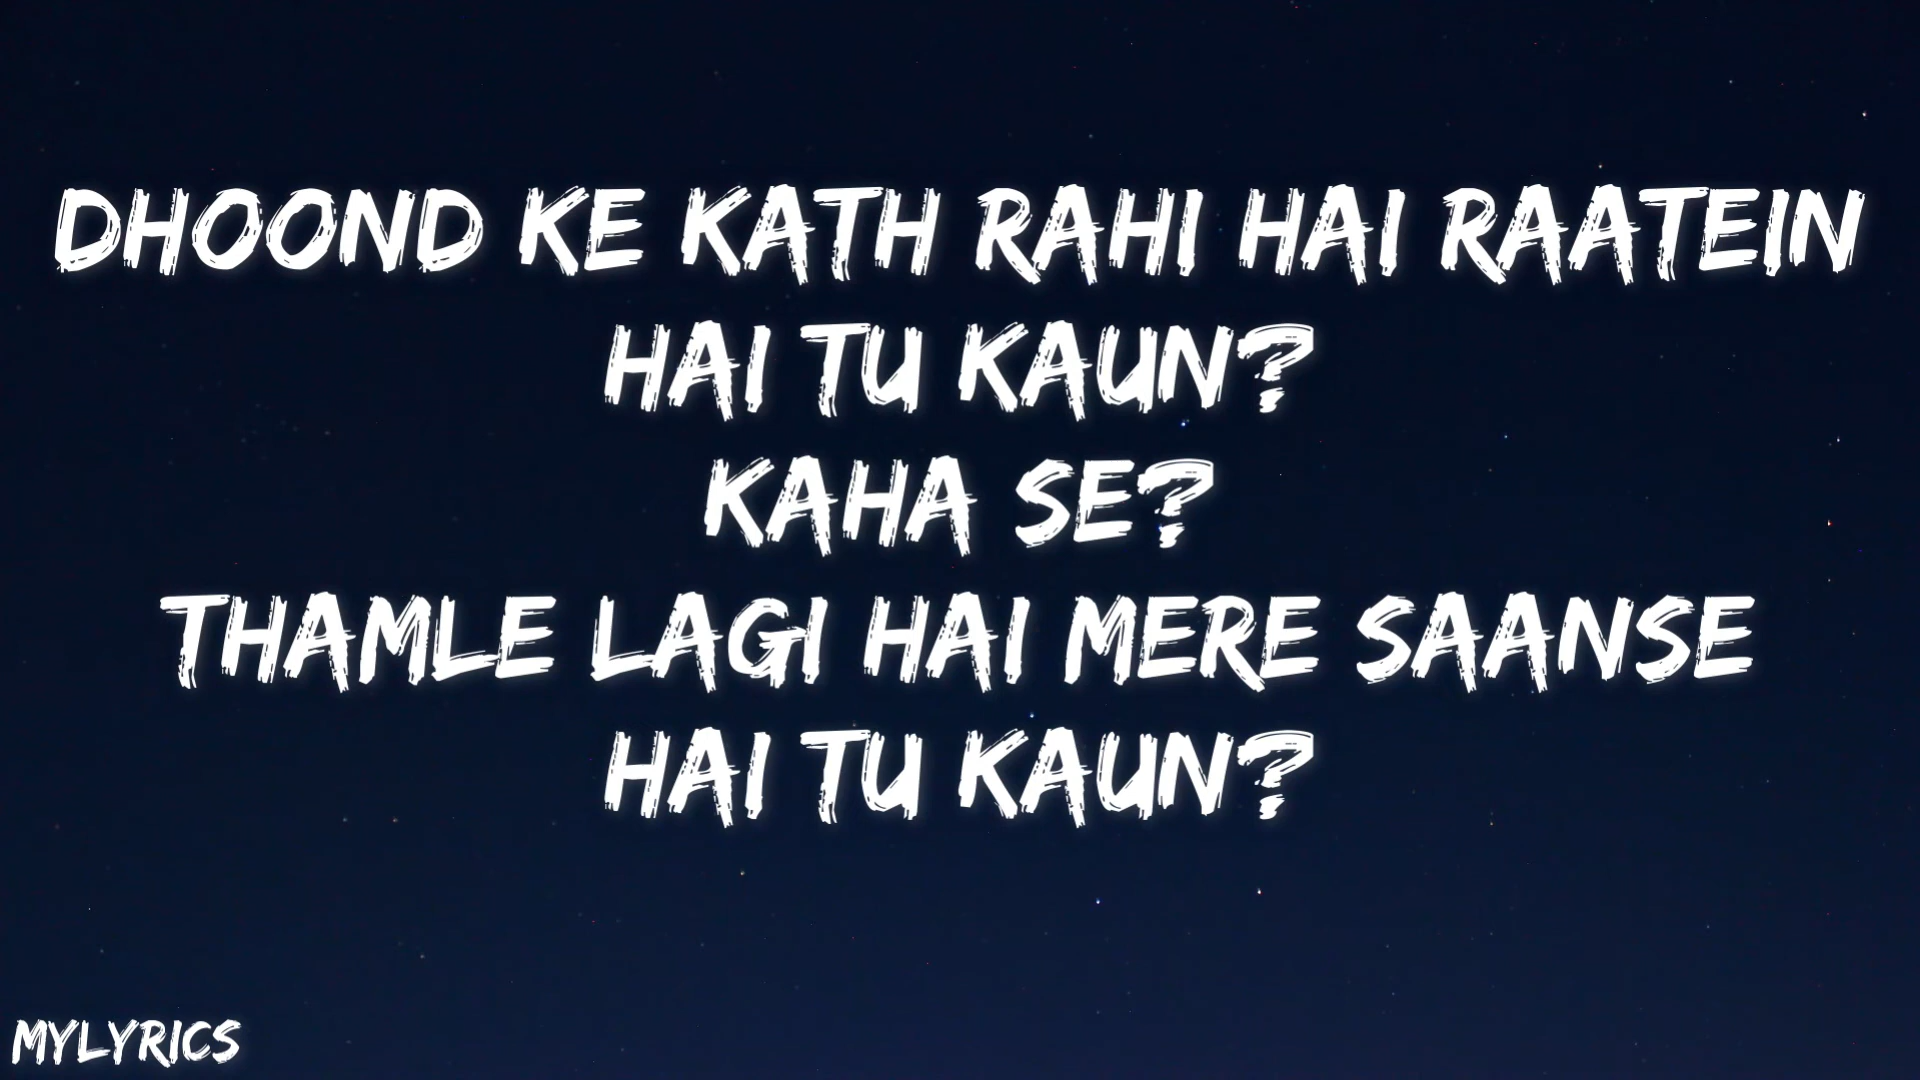 DHOOND KE KATH RAHI HAI RAATEIN
HAI TU KAUN?
KAHA SE?
THAMLE LAGI HAI MERE SAANSE
HAI TU KAUN?
MYLYRICS